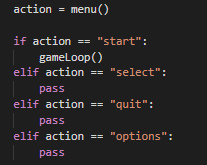 action = menu()
if action == "start":
    gameLoop()
elif action == "select":
    pass
elif action == "quit":
    pass
elif action == "options":
    pass